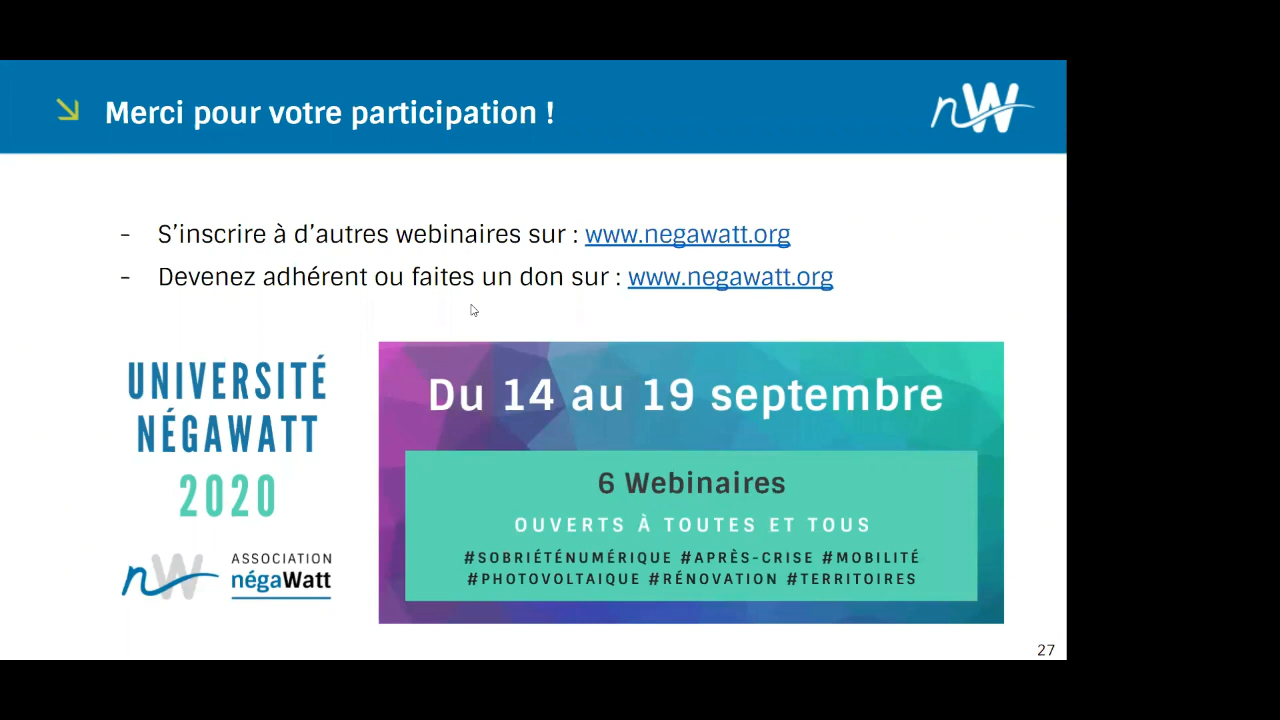 Merci pour votre participation !
nW
- S'inscrire à d'autres webinaires sur : www.negawatt.org
- Devenez adhérent ou faites un don sur : www.negawatt.org
UNIVERSITÉ
NÉGAWATT
2020
nW
ASSOCIATION
négaWatt
Du 14 au 19 septembre
6 Webinaires
OUVERTS À TOUTES ET TOUS
#SOBRIÉTÉNUMÉRIQUE #APRÈS-CRISE #MOBILITÉ
#PHOTOVOLTAIQUE #RÉNOVATION #TERRITOIRES
27